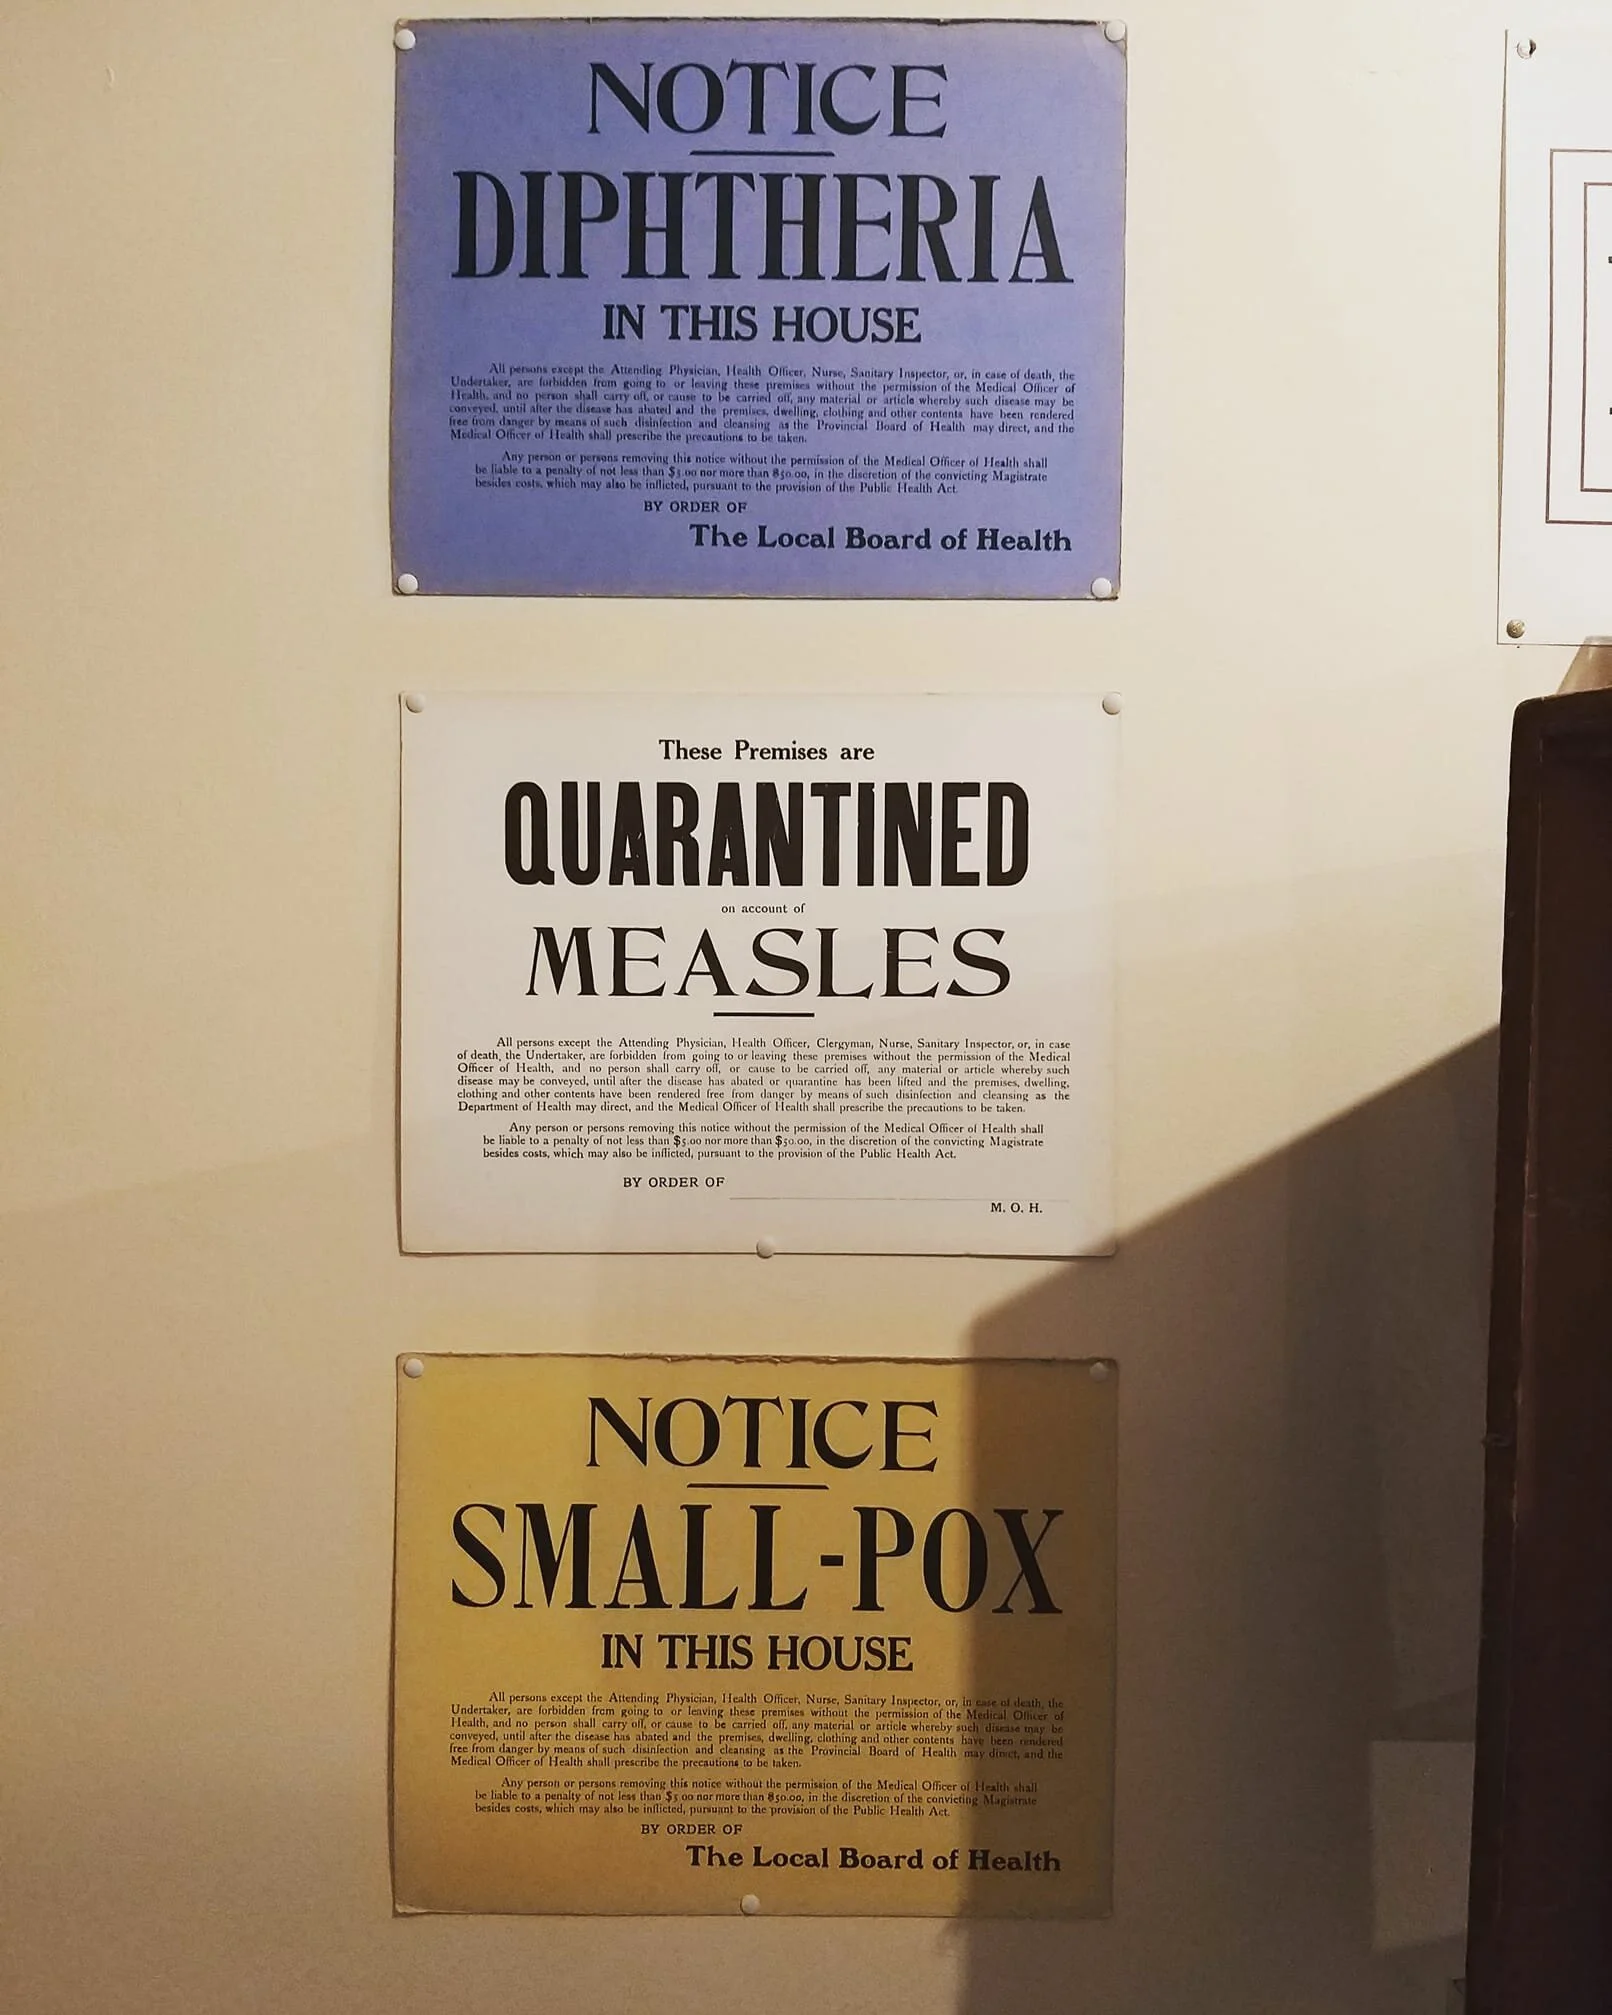 NOTICE
DIPHTHERIA
IN THIS HOUSE
All persons except the Attending Physician, Health Officer, Nurse, Sanitary Inspector, or, in case of death, the
Undertaker, are forbidden from going to or leaving these premises without the permission of the Medical Officer of
Health, and no person shall carry off, or cause to be carried off, any material or article whereby such disease may be
conveyed, until after the disease has abated and the premises, dwelling, clothing and other contents have been rendered
free from danger by means of such disinfection and cleansing as the Provincial Board of Health may direct, and the
Medical Officer of Health shall prescribe the precautions to be taken.
Any person or persons removing this notice without the permission of the Medical Officer of Health shall
be liable to a penalty of not less than $5.00 nor more than $50.00, in the discretion of the convicting Magistrate
besides costs, which may also be inflicted, pursuant to the provision of the Public Health Act.
BY ORDER OF
The Local Board of Health
These Premises are
QUARANTINED
on account of
MEASLES
All persons except the Attending Physician, Health Officer, Clergyman, Nurse, Sanitary Inspector, or, in case
of death, the Undertaker, are forbidden from going to or leaving these premises without the permission of the Medical
Officer of Health, and no person shall carry off, or cause to be carried off, any material or article whereby such
disease may be conveyed, until after the disease has abated or quarantine has been lifted and the premises, dwelling,
clothing and other contents have been rendered free from danger by means of such disinfection and cleansing as the
Department of Health may direct, and the Medical Officer of Health shall prescribe the precautions to be taken.
Any person or persons removing this notice without the permission of the Medical Officer of Health shall
be liable to a penalty of not less than $5.00 nor more than $50.00, in the discretion of the convicting Magistrate
besides costs, which may also be inflicted, pursuant to the provision of the Public Health Act.
BY ORDER OF
M. O. H.
NOTICE
SMALL-POX
IN THIS HOUSE
All persons except the Attending Physician, Health Officer, Nurse, Sanitary Inspector, or, in case of death, the
Undertaker, are forbidden from going to or leaving these premises without the permission of the Medical Officer of
Health, and no person shall carry off, or cause to be carried off, any material or article whereby such disease may be
conveyed, until after the disease has abated and the premises, dwelling, clothing and other contents have been rendered
free from danger by means of such disinfection and cleansing as the Provincial Board of Health may direct, and the
Medical Officer of Health shall prescribe the precautions to be taken.
Any person or persons removing this notice without the permission of the Medical Officer of Health shall
be liable to a penalty of not less than $5 00 nor more than $50.00, in the discretion of the convicting Magistrate
besides costs, which may also be inflicted, pursuant to the provision of the Public Health Act.
BY ORDER OF
The Local Board of Health